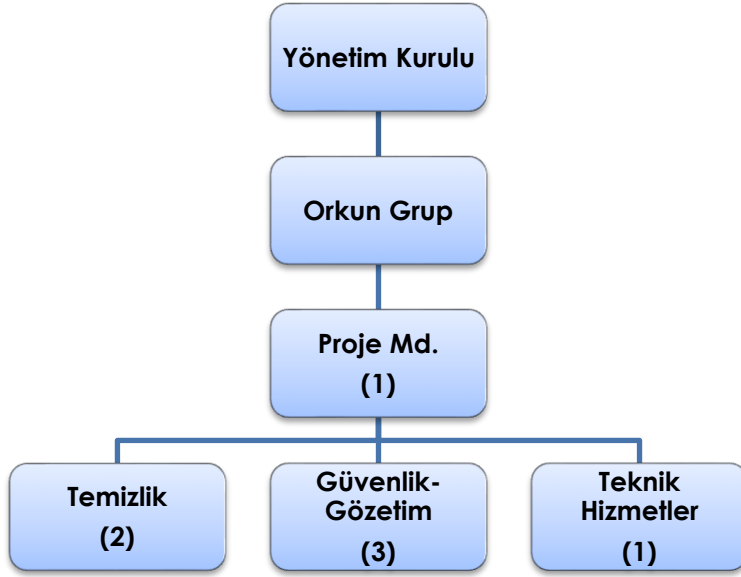 Yönetim Kurulu
Orkun Grup
Proje Md.
(1)
Temizlik
(2)
Güvenlik-
Gözetim
(3)
Teknik
Hizmetler
(1)